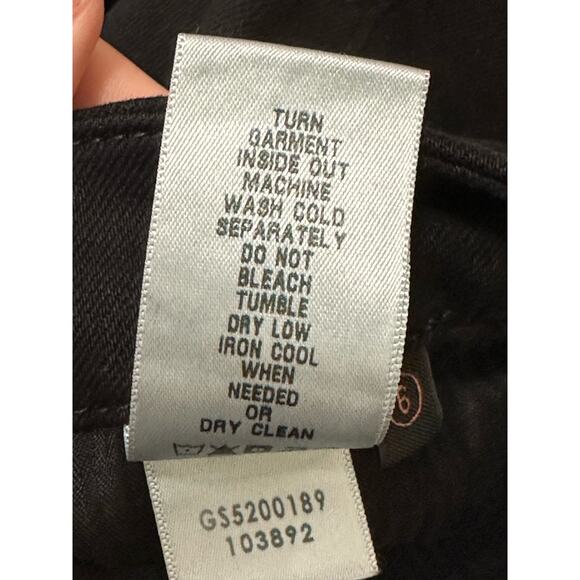 TURN
GARMENT
INSIDE OUT
MACHINE
WASH COLD
SEPARATELY
DO NOT
BLEACH
TUMBLE
DRY LOW
IRON COOL
WHEN
NEEDED
OR
DRY CLEAN
GS5200189
103892